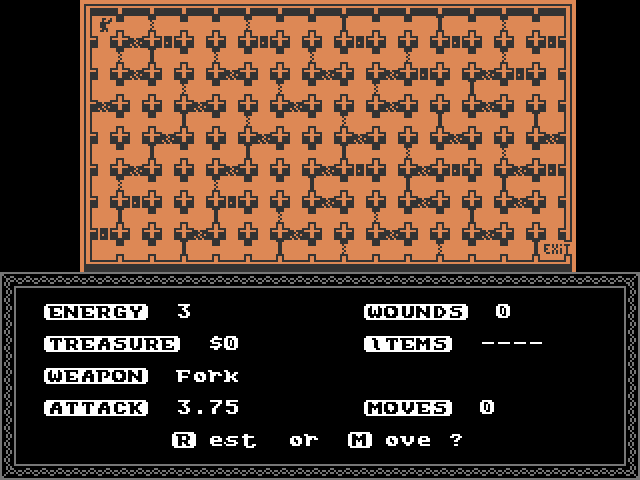 EXiT
ENERGY 3 WOUNDS 0
TREASURE $0 iTEMS ----
WEAPON Fork
ATTACK 3.75 MOVES 0
R est or M ove ?